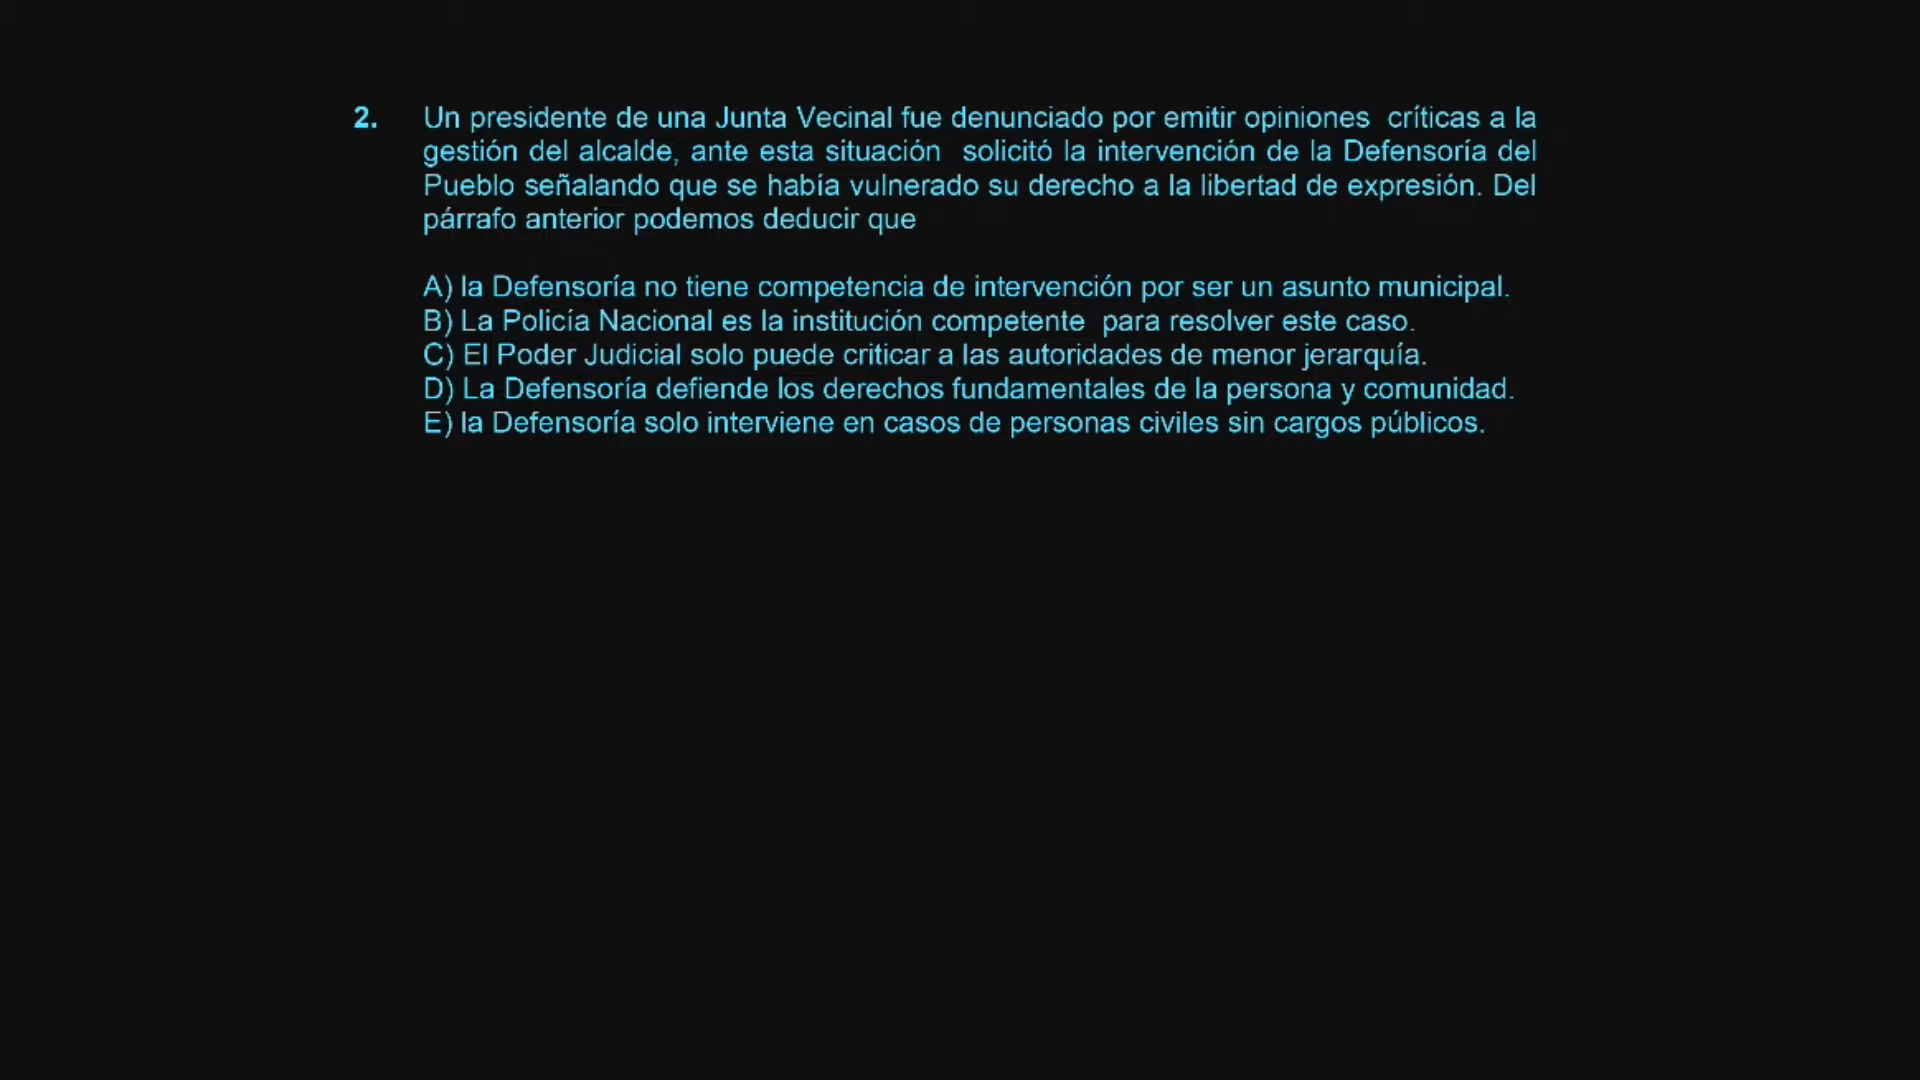 2. Un presidente de una Junta Vecinal fue denunciado por emitir opiniones críticas a la
gestión del alcalde, ante esta situación solicitó la intervención de la Defensoría del
Pueblo señalando que se había vulnerado su derecho a la libertad de expresión. Del
párrafo anterior podemos deducir que
A) la Defensoría no tiene competencia de intervención por ser un asunto municipal.
B) La Policía Nacional es la institución competente para resolver este caso.
C) El Poder Judicial solo puede criticar a las autoridades de menor jerarquía.
D) La Defensoría defiende los derechos fundamentales de la persona y comunidad.
E) la Defensoría solo interviene en casos de personas civiles sin cargos públicos.